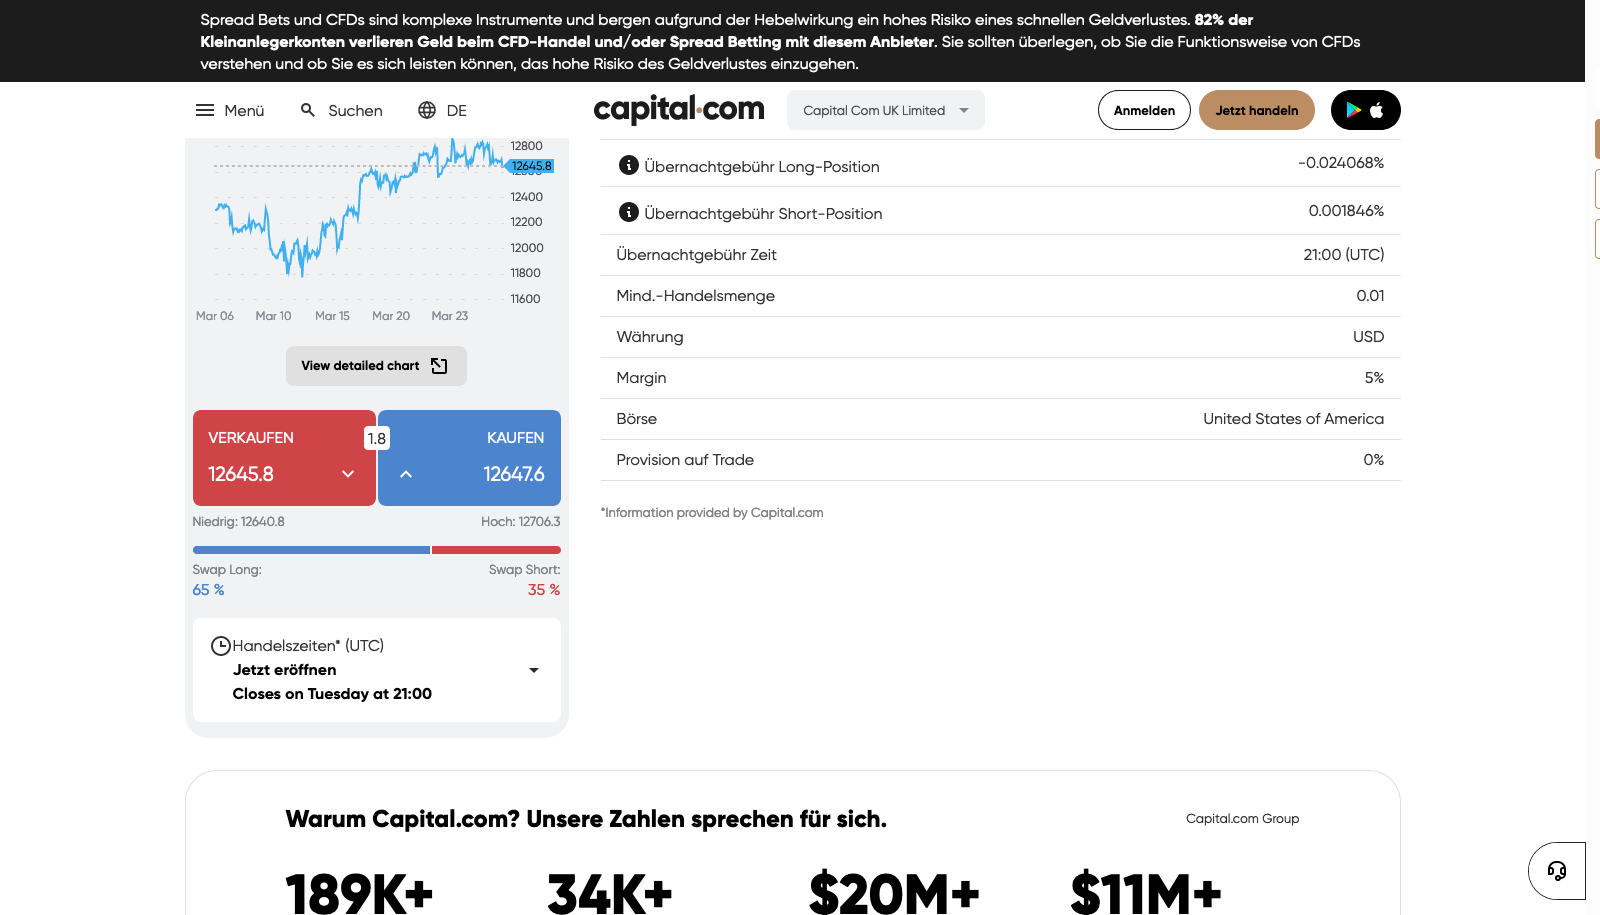 Spread Bets und CFDs sind komplexe Instrumente und bergen aufgrund der Hebelwirkung ein hohes Risiko eines schnellen Geldverlustes. 82% der
Kleinanlegerkonten verlieren Geld beim CFD-Handel und/oder Spread Betting mit diesem Anbieter. Sie sollten überlegen, ob Sie die Funktionsweise von CFDs
verstehen und ob Sie es sich leisten können, das hohe Risiko des Geldverlustes einzugehen.
Menü Suchen DE capital.com Capital Com UK Limited Anmelden Jetzt handeln
12800
12645.8
12400
12200
12000
11800
11600
Mar 06 Mar 10 Mar 15 Mar 20 Mar 23
View detailed chart
VERKAUFEN 1.8 KAUFEN
12645.8 12647.6
Niedrig: 12640.8 Hoch: 12706.3
Swap Long: Swap Short:
65 % 35 %
Handelszeiten* (UTC)
Jetzt eröffnen
Closes on Tuesday at 21:00
Übernachtgebühr Long-Position -0.024068%
Übernachtgebühr Short-Position 0.001846%
Übernachtgebühr Zeit 21:00 (UTC)
Mind.-Handelsmenge 0.01
Währung USD
Margin 5%
Börse United States of America
Provision auf Trade 0%
*Information provided by Capital.com
Warum Capital.com? Unsere Zahlen sprechen für sich. Capital.com Group
189K+ 34K+ $20M+ $11M+